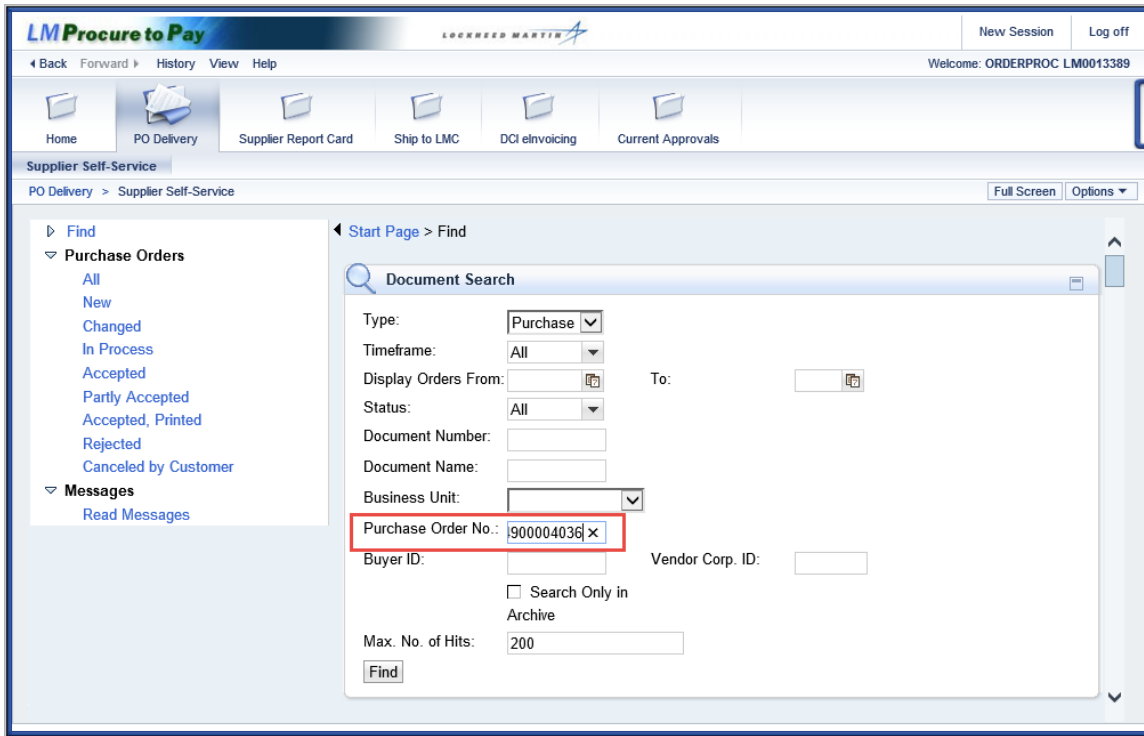 LM Procure to Pay
LOCKHEED MARTIN
New Session
Log off
Back Forward History View Help
Welcome: ORDERPROC LM0013389
Home
PO Delivery
Supplier Report Card
Ship to LMC
DCI eInvoicing
Current Approvals
Supplier Self-Service
PO Delivery > Supplier Self-Service
Full Screen
Options
Find
Purchase Orders
All
New
Changed
In Process
Accepted
Partly Accepted
Accepted, Printed
Rejected
Canceled by Customer
Messages
Read Messages
Start Page > Find
Document Search
Type: Purchase
Timeframe: All
Display Orders From: To:
Status: All
Document Number:
Document Name:
Business Unit:
Purchase Order No.: 900004036
Buyer ID: Vendor Corp. ID:
Search Only in
Archive
Max. No. of Hits: 200
Find